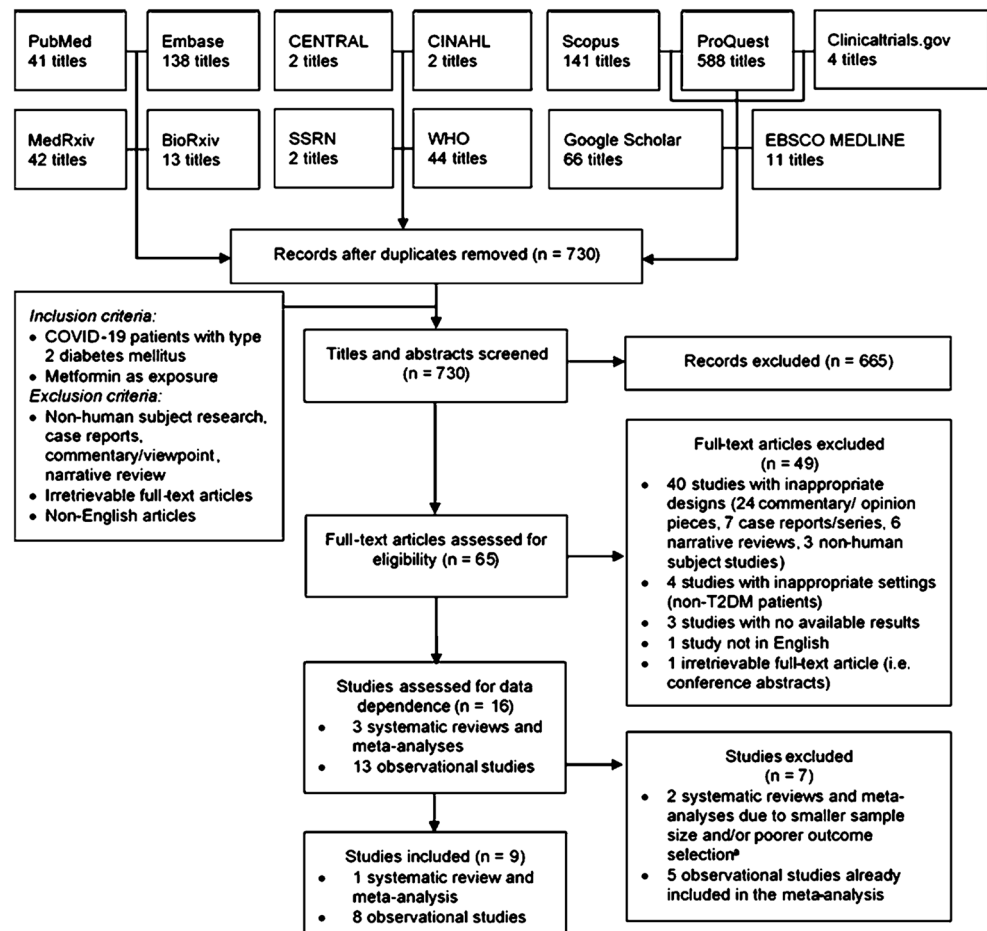 PubMed
41 titles
Embase
138 titles
CENTRAL
2 titles
CINAHL
2 titles
Scopus
141 titles
ProQuest
588 titles
Clinicaltrials.gov
4 titles
MedRxiv
42 titles
BioRxiv
13 titles
SSRN
2 titles
WHO
44 titles
Google Scholar
66 titles
EBSCO MEDLINE
11 titles
Records after duplicates removed (n = 730)
Inclusion criteria:
• COVID-19 patients with type
2 diabetes mellitus
• Metformin as exposure
Exclusion criteria:
• Non-human subject research,
case reports,
commentary/viewpoint,
narrative review
• Irretrievable full-text articles
• Non-English articles
Titles and abstracts screened
(n = 730)
Records excluded (n = 665)
Full-text articles assessed for
eligibility (n = 65)
Full-text articles excluded
(n = 49)
• 40 studies with inappropriate
designs (24 commentary/ opinion
pieces, 7 case reports/series, 6
narrative reviews, 3 non-human
subject studies)
• 4 studies with inappropriate settings
(non-T2DM patients)
• 3 studies with no available results
• 1 study not in English
• 1 irretrievable full-text article (i.e.
conference abstracts)
Studies assessed for data
dependence (n = 16)
• 3 systematic reviews and
meta-analyses
• 13 observational studies
Studies excluded
(n = 7)
• 2 systematic reviews and meta-
analyses due to smaller sample
size and/or poorer outcome
selectionᵃ
• 5 observational studies already
included in the meta-analysis
Studies included (n = 9)
• 1 systematic review and
meta-analysis
• 8 observational studies